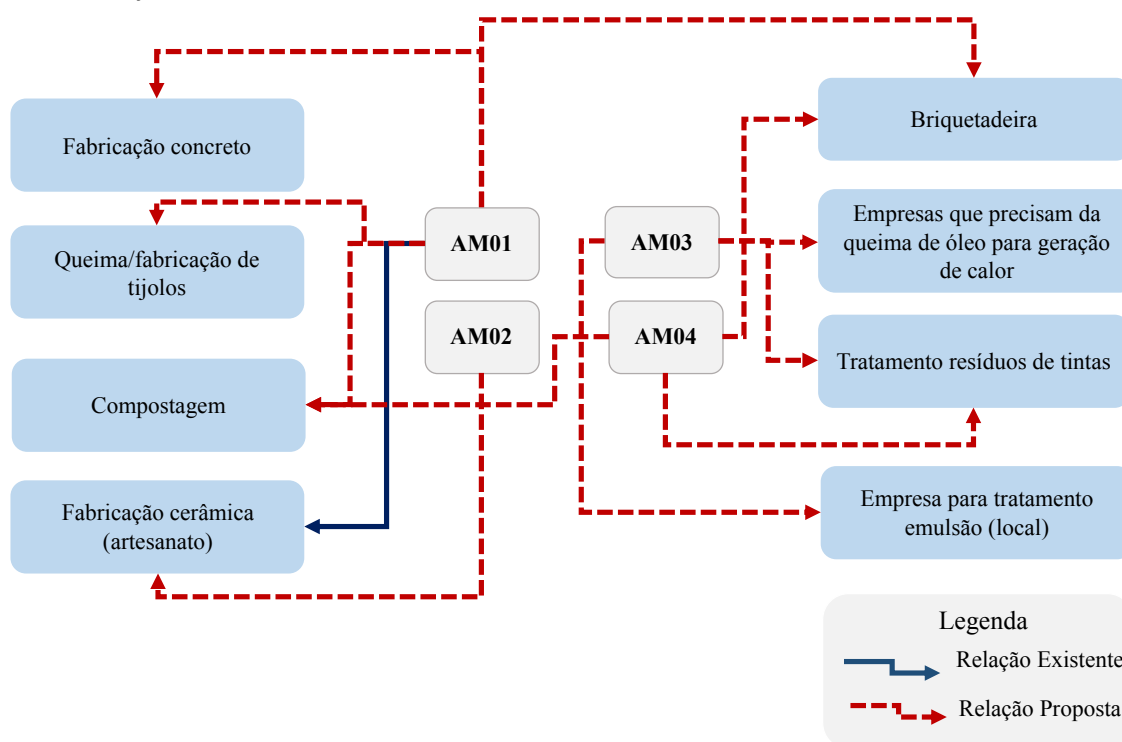 Fabricação concreto
Queima/fabricação de
tijolos
Compostagem
Fabricação cerâmica
(artesanato)
AM01
AM02
AM03
AM04
Briquetadeira
Empresas que precisam da
queima de óleo para geração
de calor
Tratamento resíduos de tintas
Empresa para tratamento
emulsão (local)
Legenda
Relação Existente
Relação Proposta